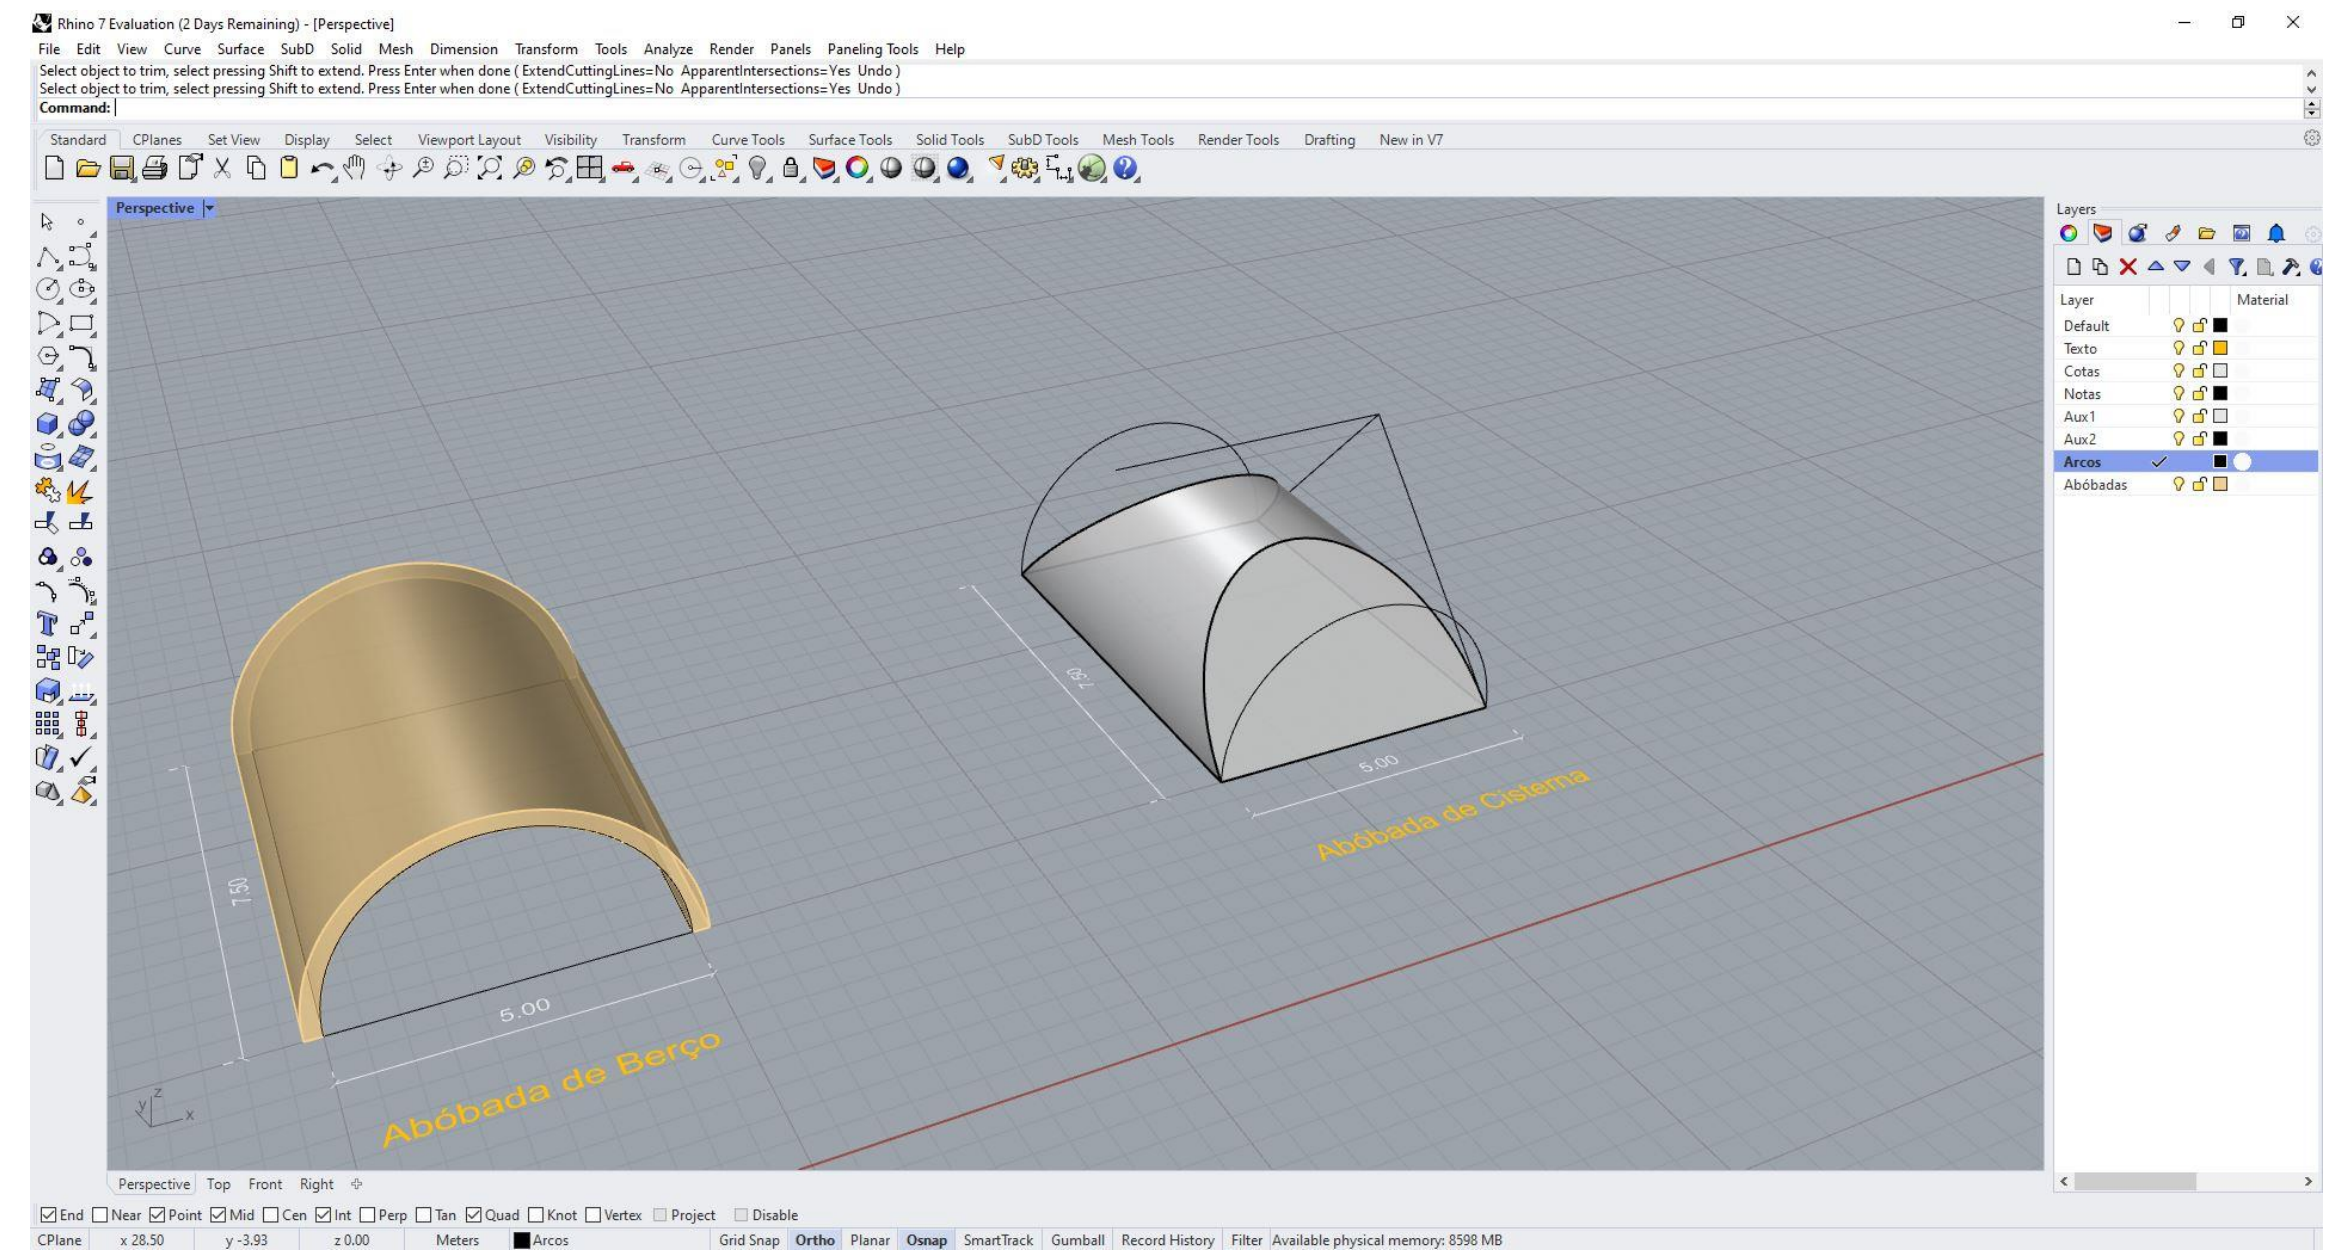 Rhino 7 Evaluation (2 Days Remaining) - [Perspective]
File Edit View Curve Surface SubD Solid Mesh Dimension Transform Tools Analyze Render Panels Paneling Tools Help
Select object to trim, select pressing Shift to extend. Press Enter when done ( ExtendCuttingLines=No ApparentIntersections=Yes Undo )
Select object to trim, select pressing Shift to extend. Press Enter when done ( ExtendCuttingLines=No ApparentIntersections=Yes Undo )
Command:
Standard CPlanes Set View Display Select Viewport Layout Visibility Transform Curve Tools Surface Tools Solid Tools SubD Tools Mesh Tools Render Tools Drafting New in V7
Perspective
Layers
Layer Material
Default
Texto
Cotas
Notas
Aux1
Aux2
Arcos
Abóbadas
7.50
5.00
Abóbada de Cisterna
7.50
5.00
Abóbada de Berço
z
y
x
Perspective Top Front Right
End Near Point Mid Cen Int Perp Tan Quad Knot Vertex Project Disable
CPlane x 28.50 y -3.93 z 0.00 Meters Arcos Grid Snap Ortho Planar Osnap SmartTrack Gumball Record History Filter Available physical memory: 8598 MB